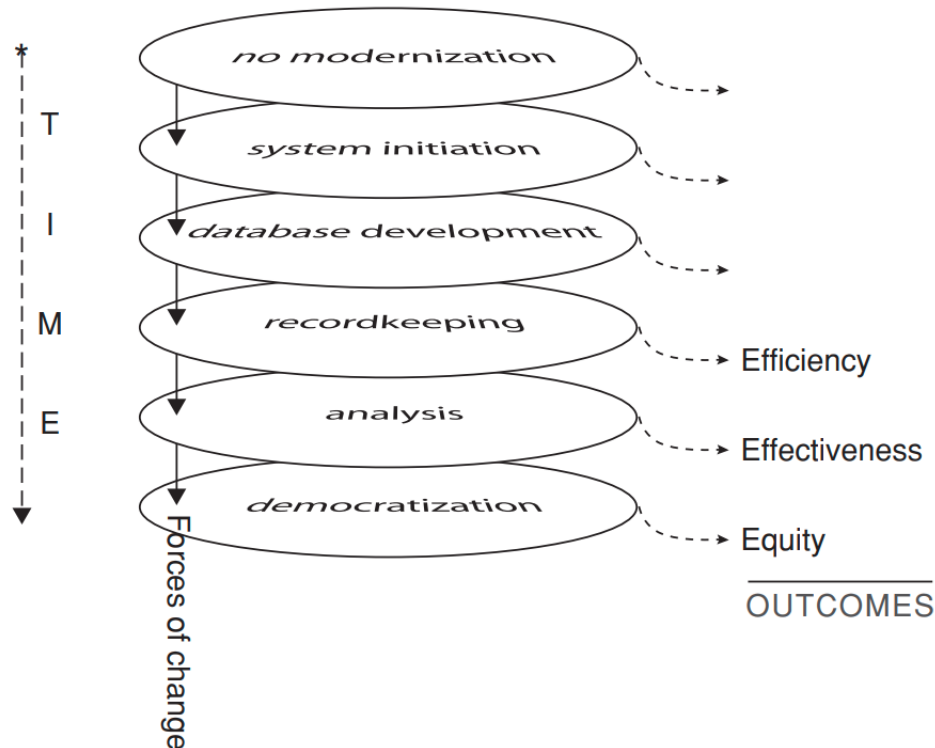 *
no modernization
T
system initiation
I
database development
M
recordkeeping
Efficiency
E
analysis
Effectiveness
democratization
Equity
OUTCOMES
Forces of change